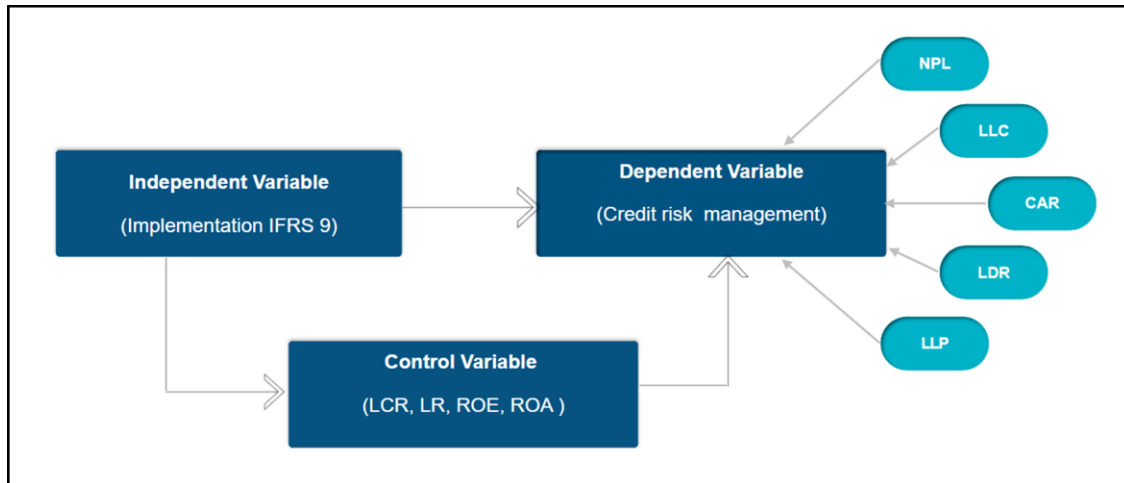 NPL
LLC
Independent Variable
(Implementation IFRS 9)
Dependent Variable
(Credit risk  management)
CAR
LDR
LLP
Control Variable
(LCR, LR, ROE, ROA )